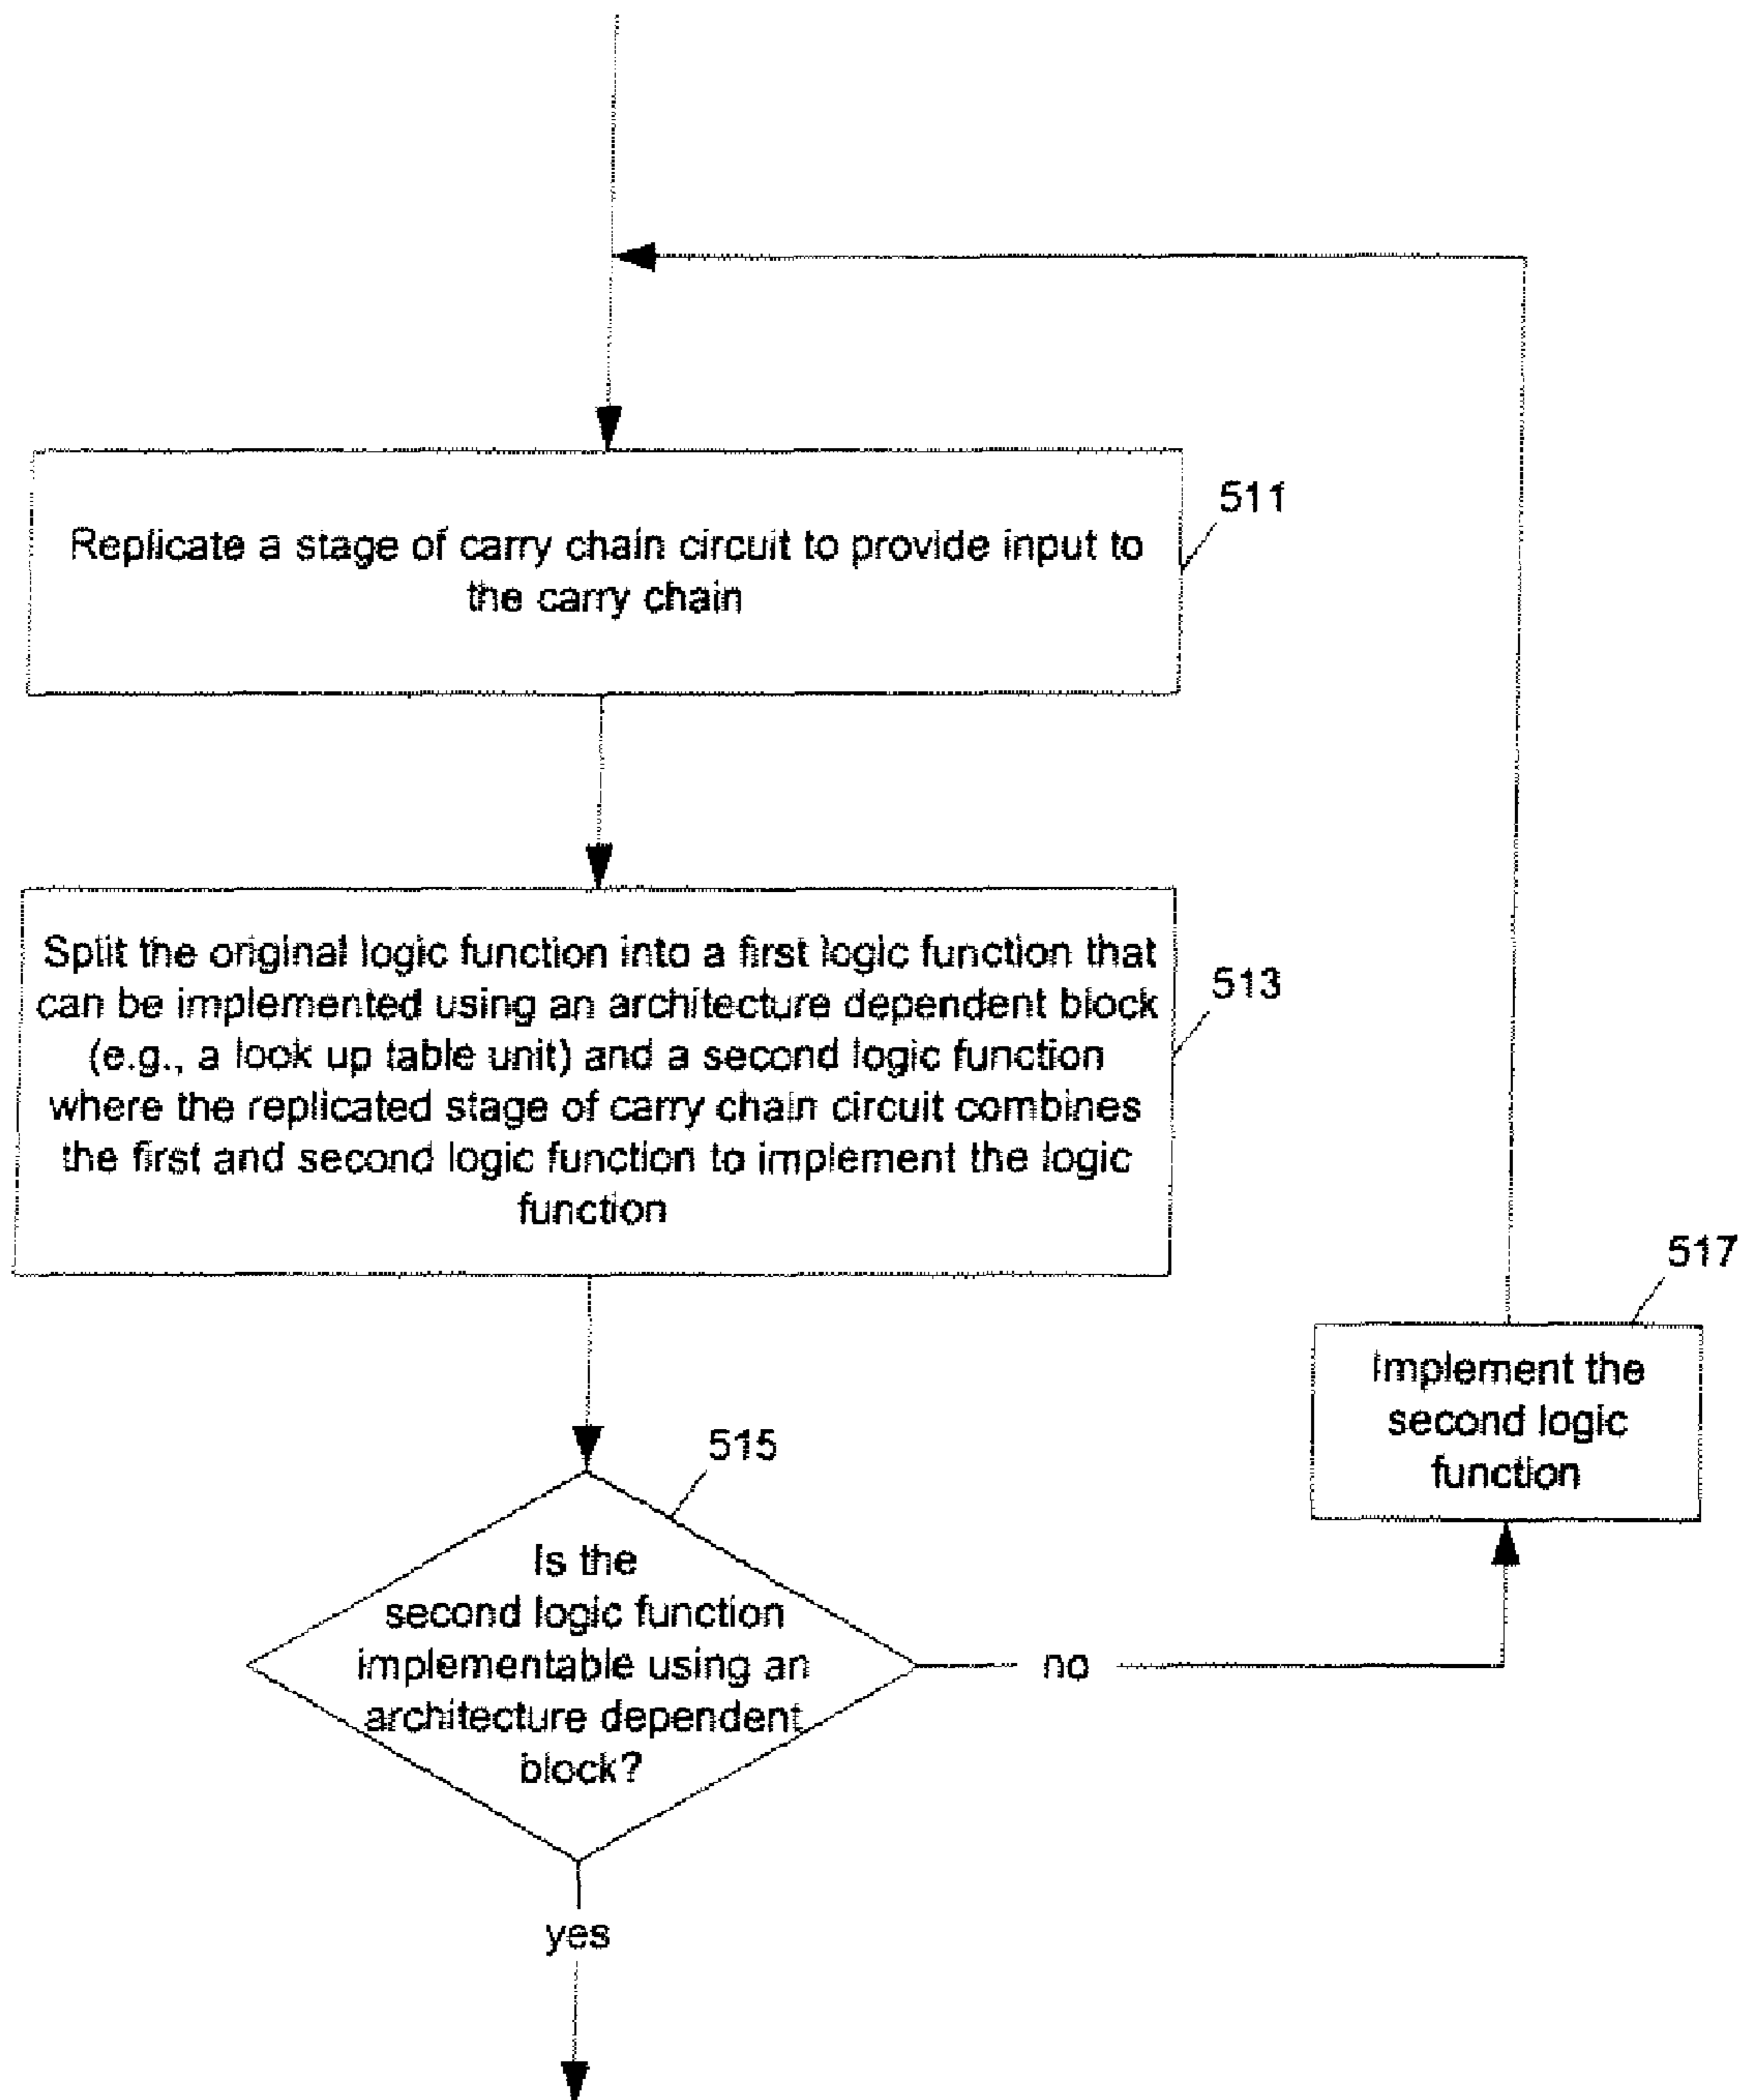 Replicate a stage of carry chain circuit to provide input to
the carry chain
511
Split the original logic function into a first logic function that
can be implemented using an architecture dependent block
(e.g., a look up table unit) and a second logic function
where the replicated stage of carry chain circuit combines
the first and second logic function to implement the logic
function
513
517
Implement the
second logic
function
515
Is the
second logic function
implementable using an
architecture dependent
block?
no
yes